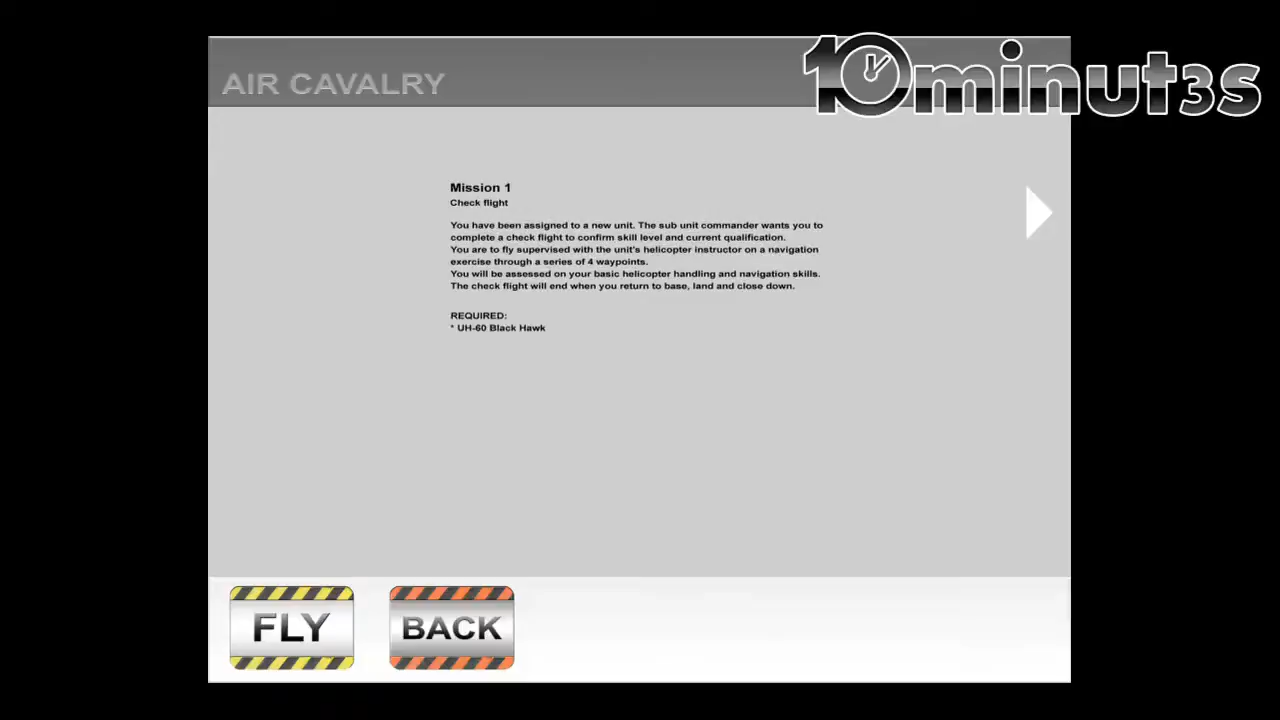 10minut3s
AIR CAVALRY
Mission 1
Check flight
You have been assigned to a new unit. The sub unit commander wants you to
complete a check flight to confirm skill level and current qualification.
You are to fly supervised with the unit's helicopter instructor on a navigation
exercise through a series of 4 waypoints.
You will be assessed on your basic helicopter handling and navigation skills.
The check flight will end when you return to base, land and close down.
REQUIRED:
* UH-60 Black Hawk
FLY
BACK